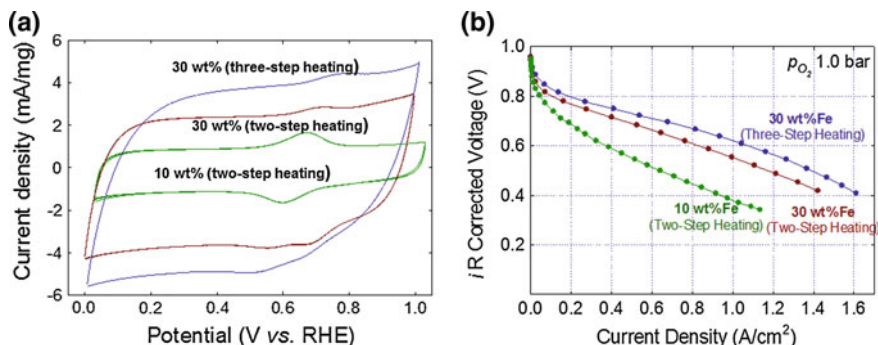 (a)
6
4
2
0
-2
-4
-6
Current density (mA/mg)
30 wt% (three-step heating)
30 wt% (two-step heating)
10 wt% (two-step heating)
0.0 0.2 0.4 0.6 0.8 1.0
Potential (V vs. RHE)
(b)
1.0
0.8
0.6
0.4
0.2
i R Corrected Voltage (V)
pO2 1.0 bar
30 wt%Fe
(Three-Step Heating)
10 wt%Fe
(Two-Step Heating)
30 wt%Fe
(Two-Step Heating)
0.0 0.2 0.4 0.6 0.8 1.0 1.2 1.4 1.6
Current Density (A/cm²)